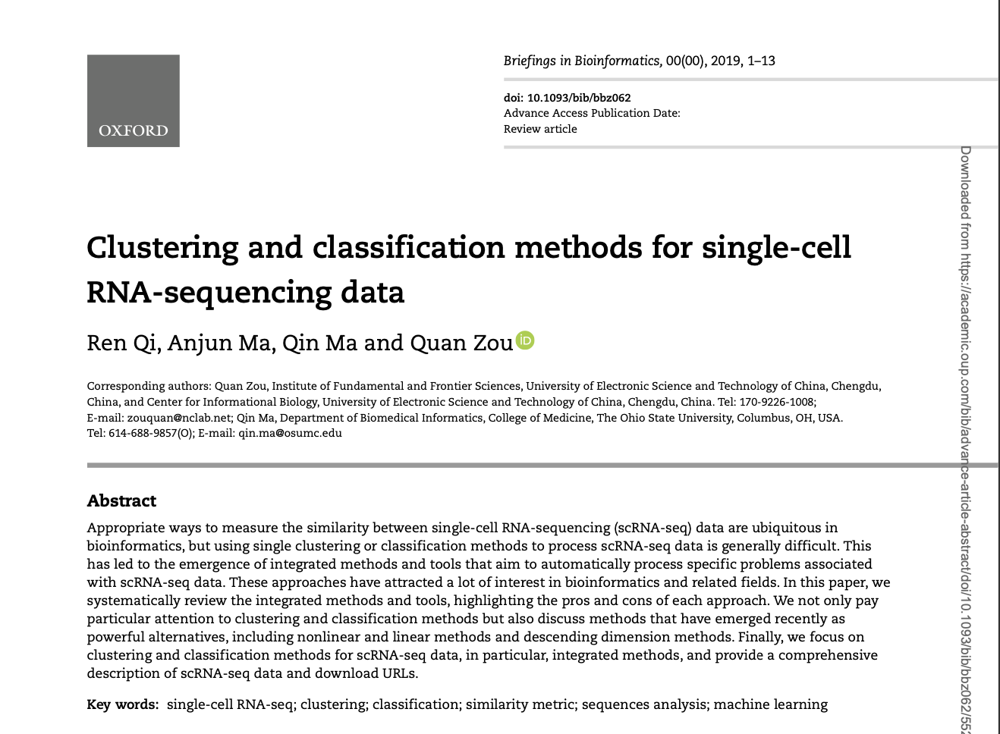 OXFORD
Briefings in Bioinformatics, 00(00), 2019, 1–13
doi: 10.1093/bib/bbz062
Advance Access Publication Date:
Review article
Clustering and classification methods for single-cell
RNA-sequencing data
Ren Qi, Anjun Ma, Qin Ma and Quan Zou iD
Corresponding authors: Quan Zou, Institute of Fundamental and Frontier Sciences, University of Electronic Science and Technology of China, Chengdu,
China, and Center for Informational Biology, University of Electronic Science and Technology of China, Chengdu, China. Tel: 170-9226-1008;
E-mail: zouquan@nclab.net; Qin Ma, Department of Biomedical Informatics, College of Medicine, The Ohio State University, Columbus, OH, USA.
Tel: 614-688-9857(O); E-mail: qin.ma@osumc.edu
Abstract
Appropriate ways to measure the similarity between single-cell RNA-sequencing (scRNA-seq) data are ubiquitous in
bioinformatics, but using single clustering or classification methods to process scRNA-seq data is generally difficult. This
has led to the emergence of integrated methods and tools that aim to automatically process specific problems associated
with scRNA-seq data. These approaches have attracted a lot of interest in bioinformatics and related fields. In this paper, we
systematically review the integrated methods and tools, highlighting the pros and cons of each approach. We not only pay
particular attention to clustering and classification methods but also discuss methods that have emerged recently as
powerful alternatives, including nonlinear and linear methods and descending dimension methods. Finally, we focus on
clustering and classification methods for scRNA-seq data, in particular, integrated methods, and provide a comprehensive
description of scRNA-seq data and download URLs.
Key words: single-cell RNA-seq; clustering; classification; similarity metric; sequences analysis; machine learning
Downloaded from https://academic.oup.com/bib/advance-article-abstract/doi/10.1093/bib/bbz062/552